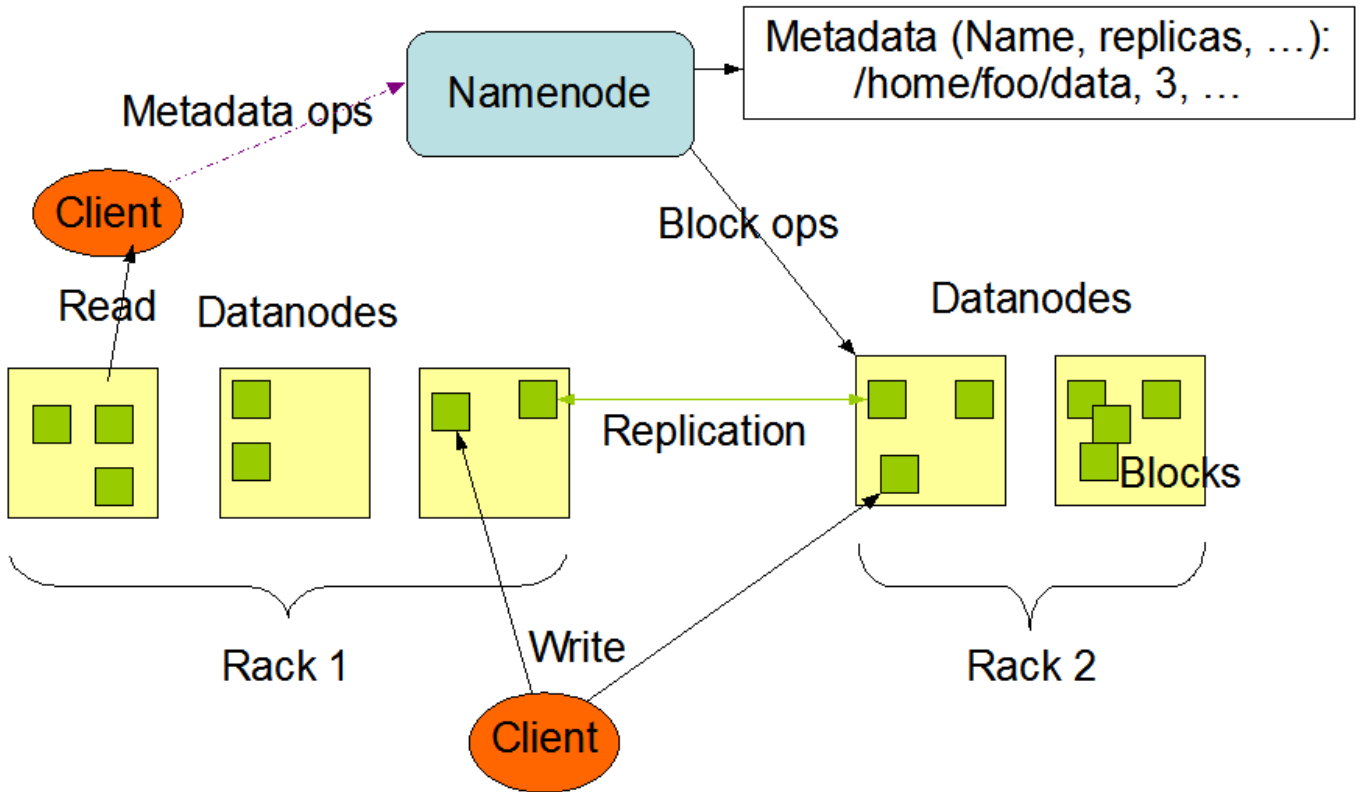 Metadata (Name, replicas, …):
/home/foo/data, 3, …
Namenode
Metadata ops
Client
Block ops
Read
Datanodes
Datanodes
Replication
Blocks
Rack 1
Write
Rack 2
Client